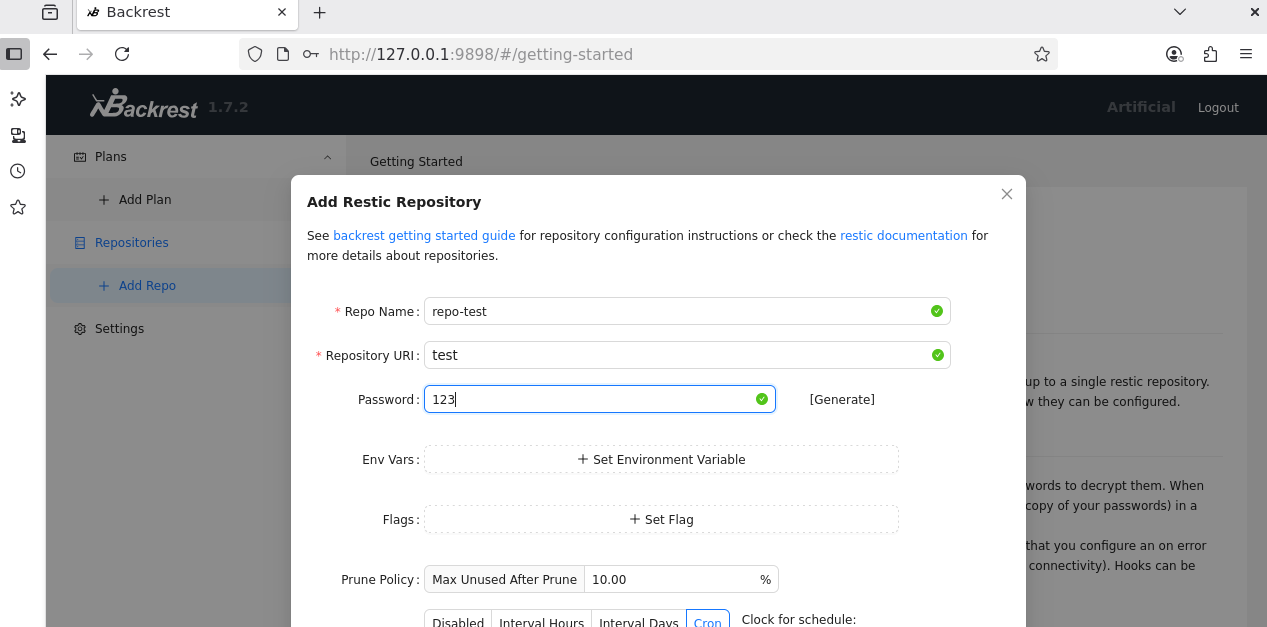 Backrest
http://127.0.0.1:9898/#/getting-started
Backrest 1.7.2
Artificial
Logout
Plans
Getting Started
Add Plan
Repositories
Add Repo
Settings
Add Restic Repository
See backrest getting started guide for repository configuration instructions or check the restic documentation for
more details about repositories.
* Repo Name: repo-test
* Repository URI: test
Password: 123
[Generate]
Env Vars: + Set Environment Variable
Flags: + Set Flag
Prune Policy: Max Unused After Prune 10.00 %
Disabled Interval Hours Interval Days Cron Clock for schedule:
up to a single restic repository.
w they can be configured.
words to decrypt them. When
copy of your passwords) in a
that you configure an on error
connectivity). Hooks can be